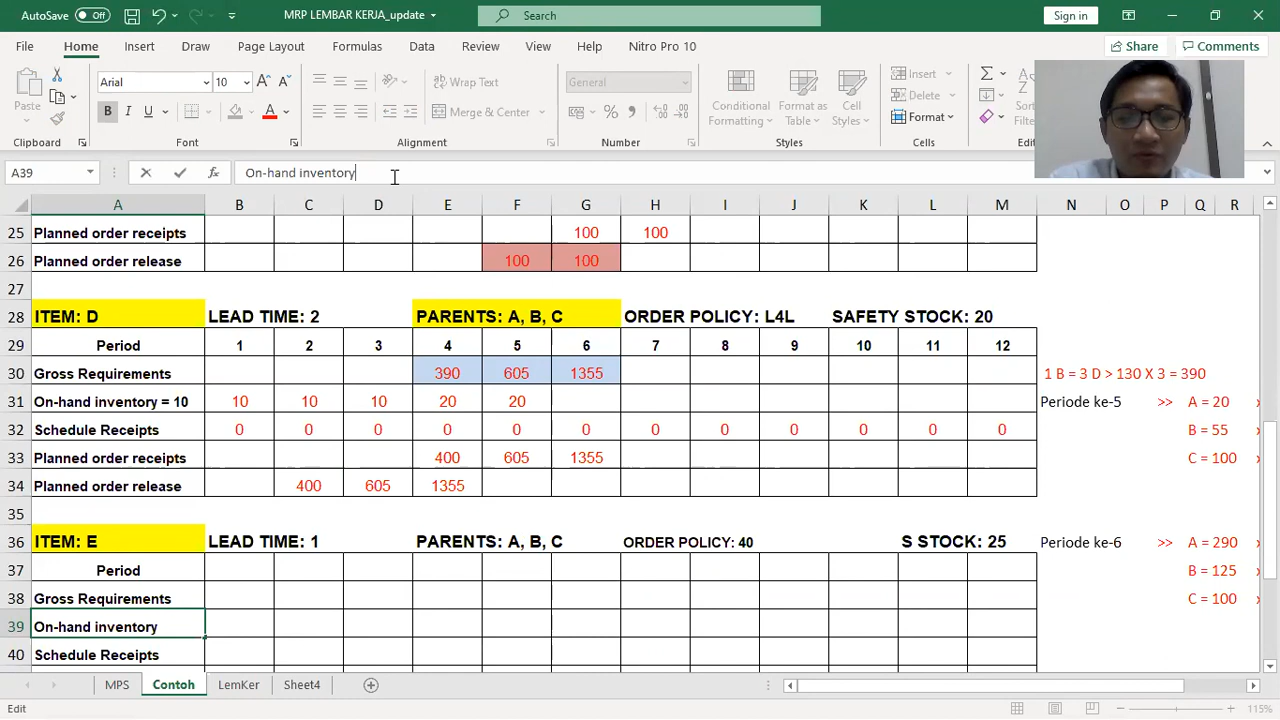 AutoSave Off MRP LEMBAR KERJA_update Search Sign in
File Home Insert Draw Page Layout Formulas Data Review View Help Nitro Pro 10 Share Comments
Paste Arial 10 Wrap Text General Conditional Formatting Format as Table Cell Styles Insert
B I U Merge & Center Delete
Format
Clipboard Font Alignment Number Styles Cells
A39 fx On-hand inventory
A B C D E F G H I J K L M N O P Q R
25 Planned order receipts 100 100
26 Planned order release 100 100
27
28 ITEM: D LEAD TIME: 2 PARENTS: A, B, C ORDER POLICY: L4L SAFETY STOCK: 20
29 Period 1 2 3 4 5 6 7 8 9 10 11 12
30 Gross Requirements 390 605 1355 1 B = 3 D > 130 X 3 = 390
31 On-hand inventory = 10 10 10 10 20 20 Periode ke-5 >> A = 20
32 Schedule Receipts 0 0 0 0 0 0 0 0 0 0 0 0 B = 55
33 Planned order receipts 400 605 1355 C = 100
34 Planned order release 400 605 1355
35
36 ITEM: E LEAD TIME: 1 PARENTS: A, B, C ORDER POLICY: 40 S STOCK: 25 Periode ke-6 >> A = 290
37 Period B = 125
38 Gross Requirements C = 100
39 On-hand inventory
40 Schedule Receipts
MPS Contoh LemKer Sheet4
Edit 115%